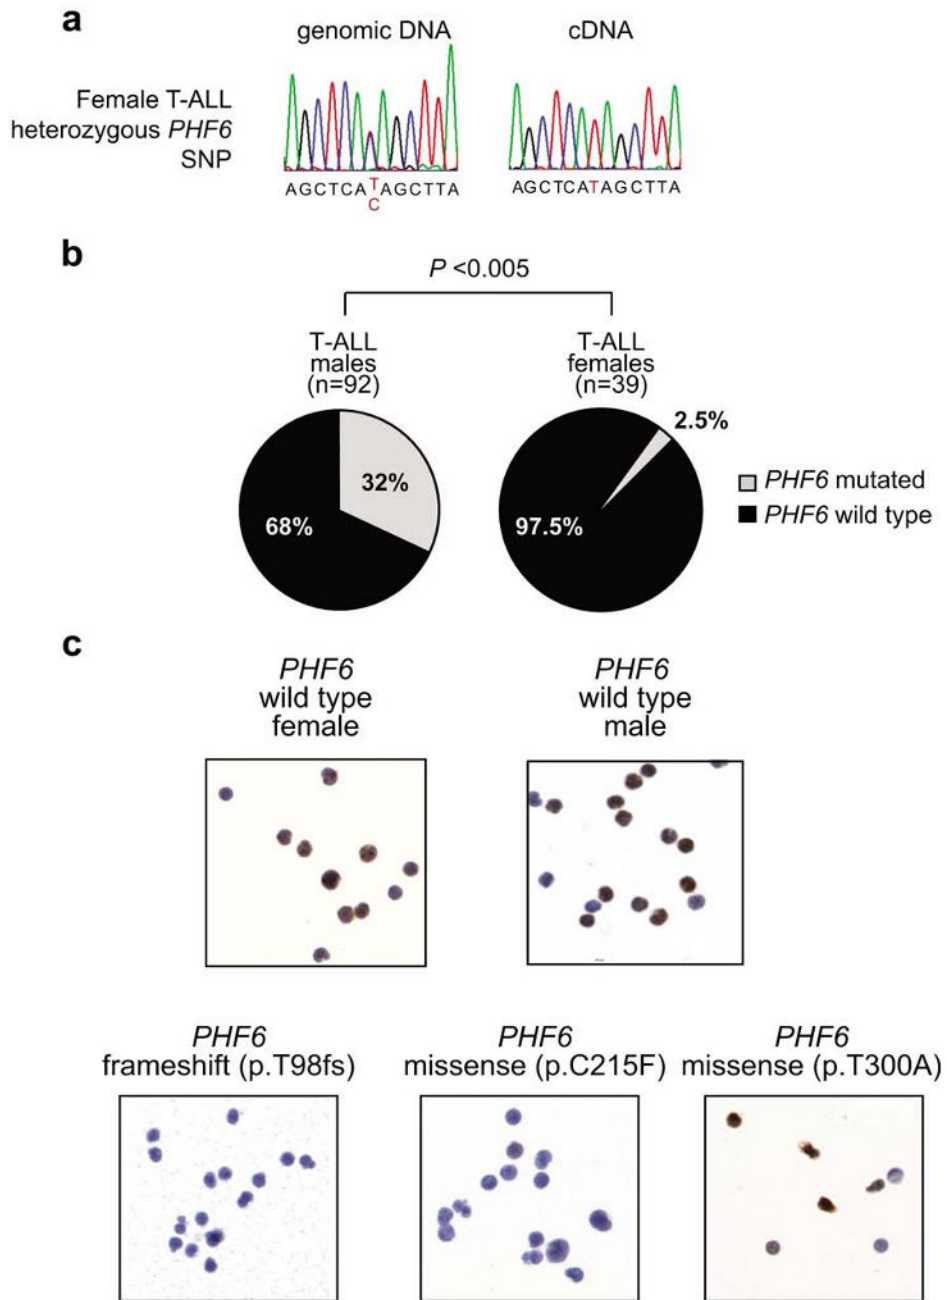 a
genomic DNA
cDNA
Female T-ALL
heterozygous PHF6
SNP
AGCTCATAGCTTA
C
AGCTCATAGCTTA
b
P <0.005
T-ALL
males
(n=92)
T-ALL
females
(n=39)
32%
68%
2.5%
97.5%
PHF6 mutated
PHF6 wild type
c
PHF6
wild type
female
PHF6
wild type
male
PHF6
frameshift (p.T98fs)
PHF6
missense (p.C215F)
PHF6
missense (p.T300A)